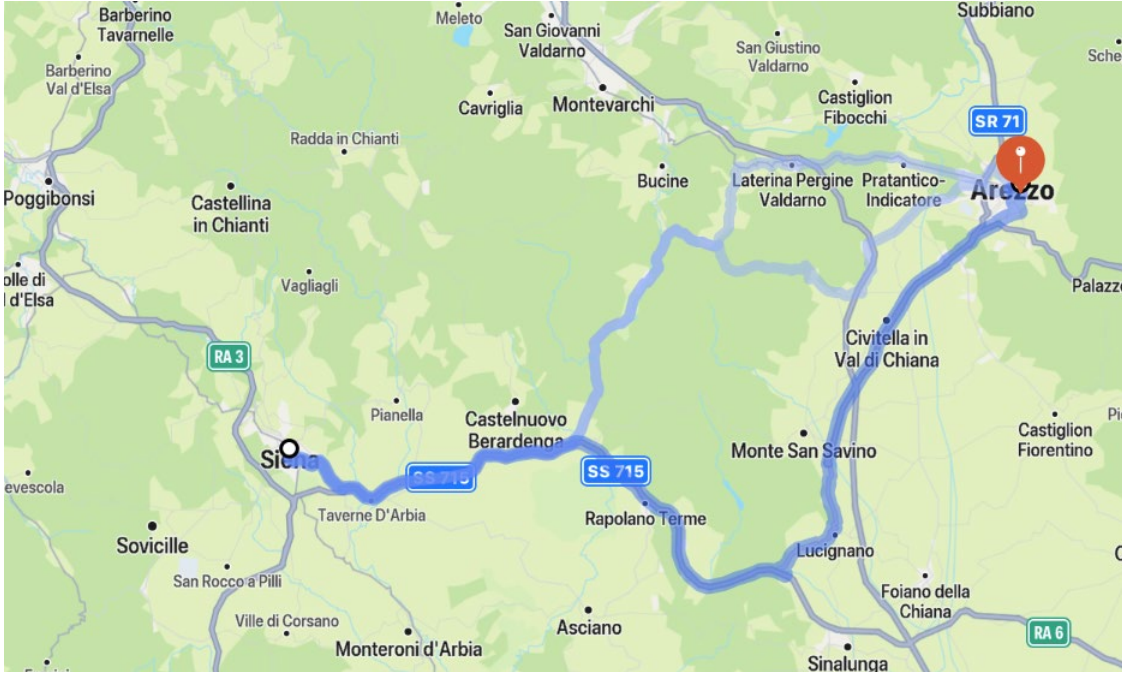 Barberino
Tavarnelle
Meleto
San Giovanni
Valdarno
Subbiano
Barberino
Val d'Elsa
San Giustino
Valdarno
Cavriglia
Montevarchi
Castiglion
Fibocchi
SR 71
Radda in Chianti
Poggibonsi
Castellina
in Chianti
Bucine
Laterina Pergine
Valdarno
Pratantico-
Indicatore
Arezzo
olle di
l d'Elsa
Vagliagli
Palazzo
RA 3
Civitella in
Val di Chiana
Pianella
Castelnuovo
Berardenga
Siena
Monte San Savino
Castiglion
Fiorentino
SS 715
SS 715
evescola
Taverne D'Arbia
Rapolano Terme
Sovicille
Lucignano
San Rocco a Pilli
Foiano della
Chiana
Ville di Corsano
Asciano
Monteroni d'Arbia
RA 6
Sinalunga